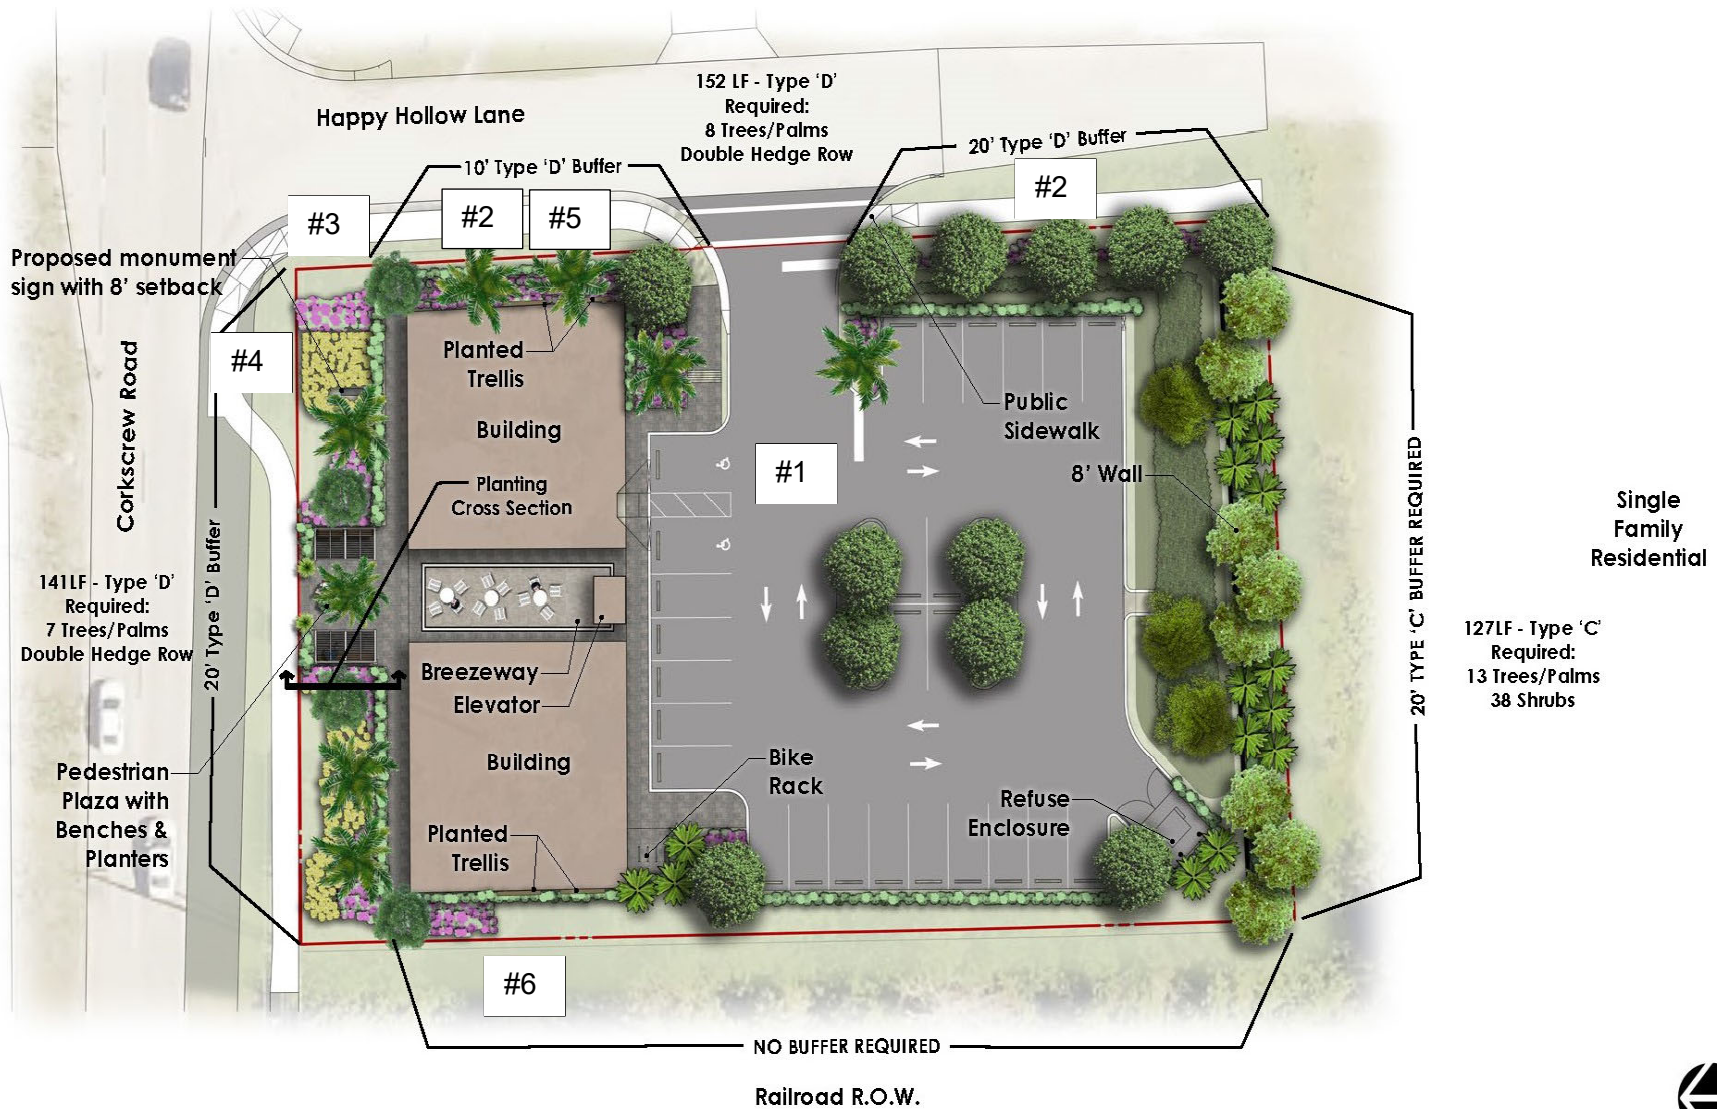 Happy Hollow Lane
152 LF - Type ‘D’
Required:
8 Trees/Palms
Double Hedge Row
10’ Type ‘D’ Buffer
20’ Type ‘D’ Buffer
#3
#2
#5
#2
Proposed monument
sign with 8’ setback
#4
Corkscrew Road
20’ Type ‘D’ Buffer
141LF - Type ‘D’
Required:
7 Trees/Palms
Double Hedge Row
Pedestrian
Plaza with
Benches &
Planters
Planted
Trellis
Building
Planting
Cross Section
Breezeway
Elevator
Building
Planted
Trellis
#1
Public
Sidewalk
8’ Wall
Bike
Rack
Refuse
Enclosure
20’ TYPE ‘C’ BUFFER REQUIRED
Single
Family
Residential
127LF - Type ‘C’
Required:
13 Trees/Palms
38 Shrubs
#6
NO BUFFER REQUIRED
Railroad R.O.W.